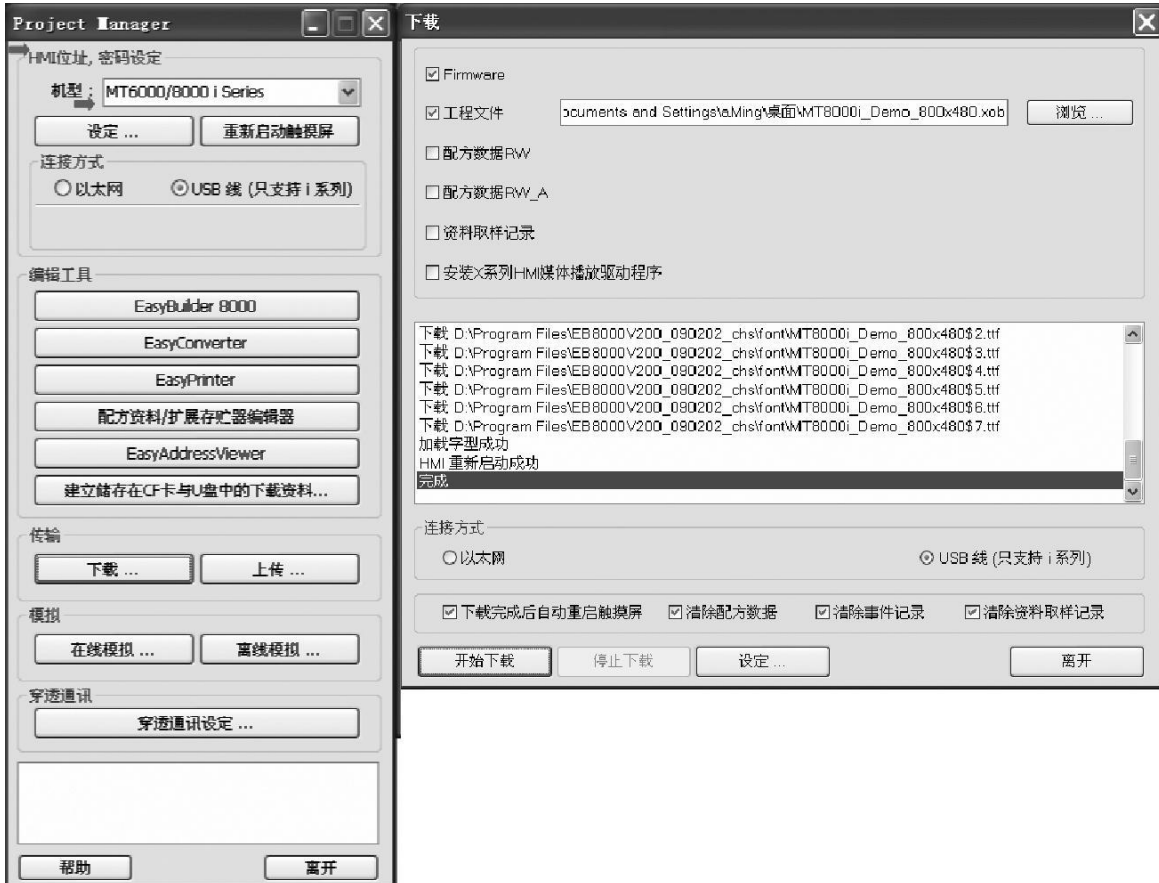 Project Manager
HMI位址, 密码设定
机型： MT6000/8000 i Series
设定 ... 重新启动触摸屏
连接方式
以太网 USB 线 (只支持 i 系列)
编辑工具
EasyBuilder 8000
EasyConverter
EasyPrinter
配方资料/扩展存贮器编辑器
EasyAddressViewer
建立储存在CF卡与U盘中的下载资料...
传输
下载 ... 上传 ...
模拟
在线模拟 ... 离线模拟 ...
穿透通讯
穿透通讯设定 ...
帮助 离开
下载
Firmware
工程文件 ocuments and Settings\aMing\桌面\MT8000i_Demo_800x480.xob 浏览 ...
配方数据RW
配方数据RW_A
资料取样记录
安装X系列HMI媒体播放驱动程序
下载 D:\Program Files\EB8000V200_090202_chs\font\MT8000i_Demo_800x480$2.ttf
下载 D:\Program Files\EB8000V200_090202_chs\font\MT8000i_Demo_800x480$3.ttf
下载 D:\Program Files\EB8000V200_090202_chs\font\MT8000i_Demo_800x480$4.ttf
下载 D:\Program Files\EB8000V200_090202_chs\font\MT8000i_Demo_800x480$5.ttf
下载 D:\Program Files\EB8000V200_090202_chs\font\MT8000i_Demo_800x480$6.ttf
下载 D:\Program Files\EB8000V200_090202_chs\font\MT8000i_Demo_800x480$7.ttf
加载字型成功
HMI 重新启动成功
完成
连接方式
以太网 USB 线 (只支持 i 系列)
下载完成后自动重启触摸屏 清除配方数据 清除事件记录 清除资料取样记录
开始下载 停止下载 设定 ... 离开